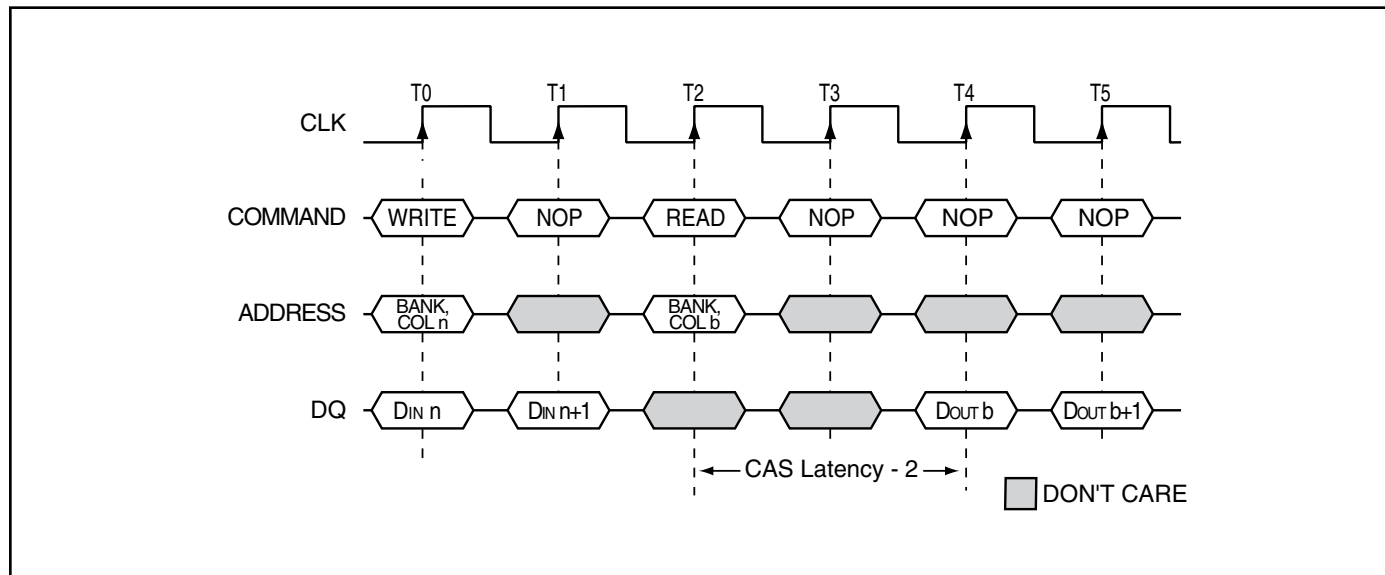 T0 T1 T2 T3 T4 T5
CLK
COMMAND WRITE NOP READ NOP NOP NOP
ADDRESS BANK, COL n BANK, COL b
DQ DIN n DIN n+1 DOUT b DOUT b+1
CAS Latency - 2
DON'T CARE